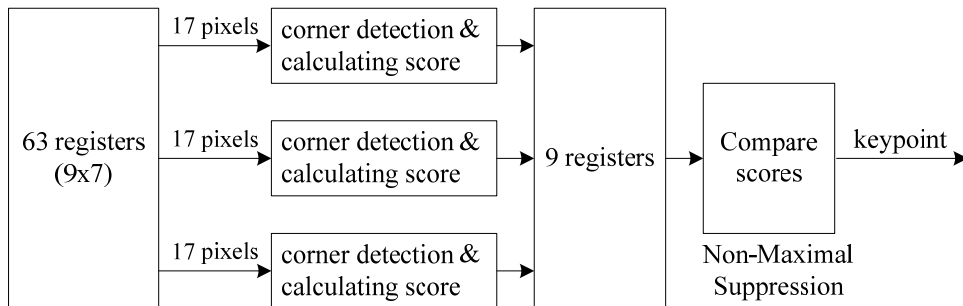 63 registers
(9x7)
17 pixels
corner detection &
calculating score
17 pixels
corner detection &
calculating score
17 pixels
corner detection &
calculating score
9 registers
Compare
scores
Non-Maximal
Suppression
keypoint